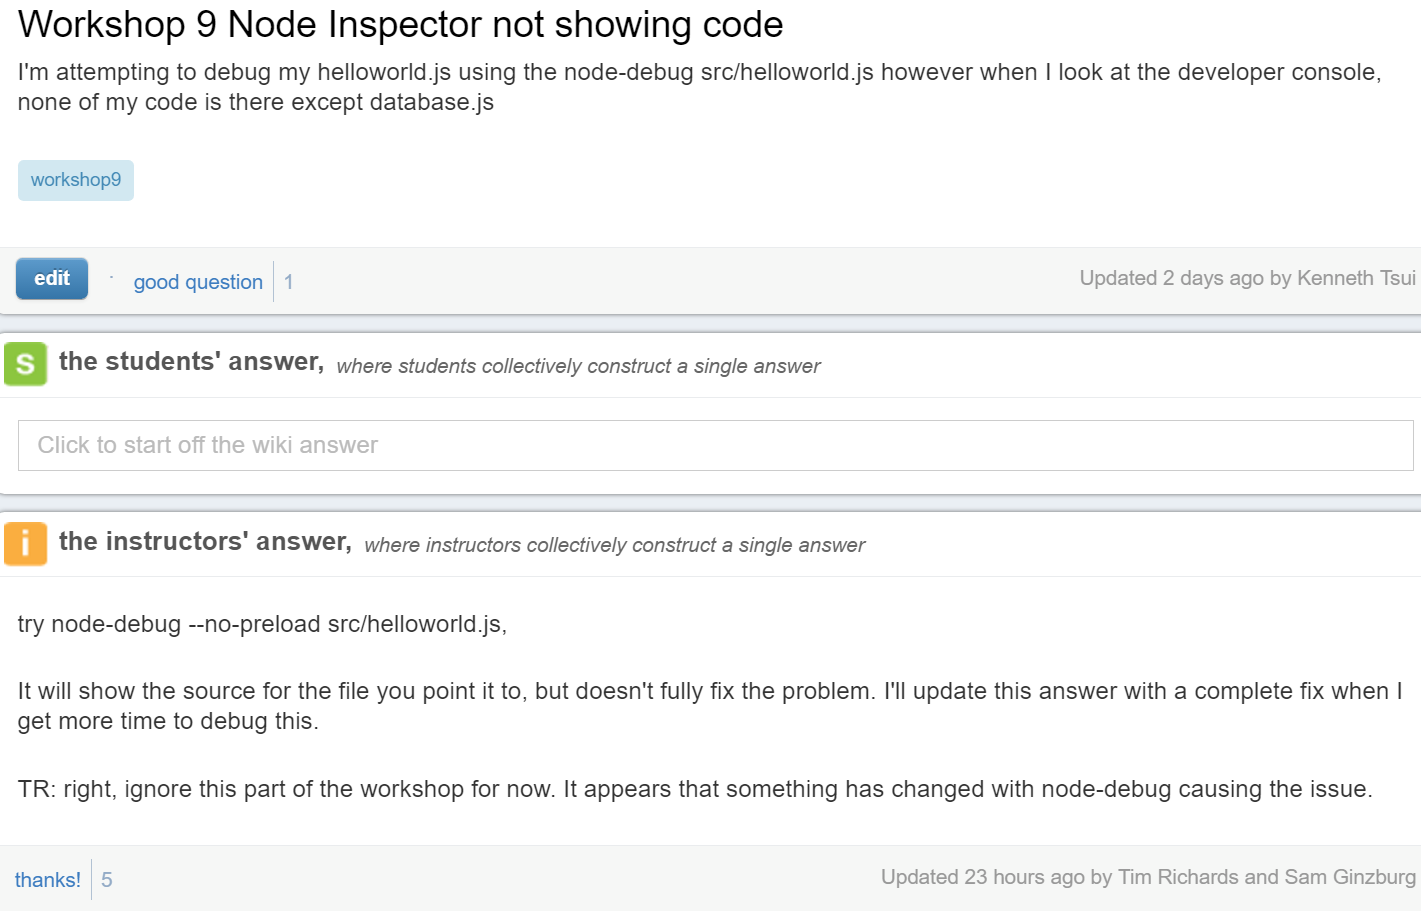 Workshop 9 Node Inspector not showing code
I'm attempting to debug my helloworld.js using the node-debug src/helloworld.js however when I look at the developer console,
none of my code is there except database.js
workshop9
edit · good question 1 Updated 2 days ago by Kenneth Tsui
S the students' answer, where students collectively construct a single answer
Click to start off the wiki answer
i the instructors' answer, where instructors collectively construct a single answer
try node-debug --no-preload src/helloworld.js,
It will show the source for the file you point it to, but doesn't fully fix the problem. I'll update this answer with a complete fix when I
get more time to debug this.
TR: right, ignore this part of the workshop for now. It appears that something has changed with node-debug causing the issue.
thanks! 5 Updated 23 hours ago by Tim Richards and Sam Ginzburg